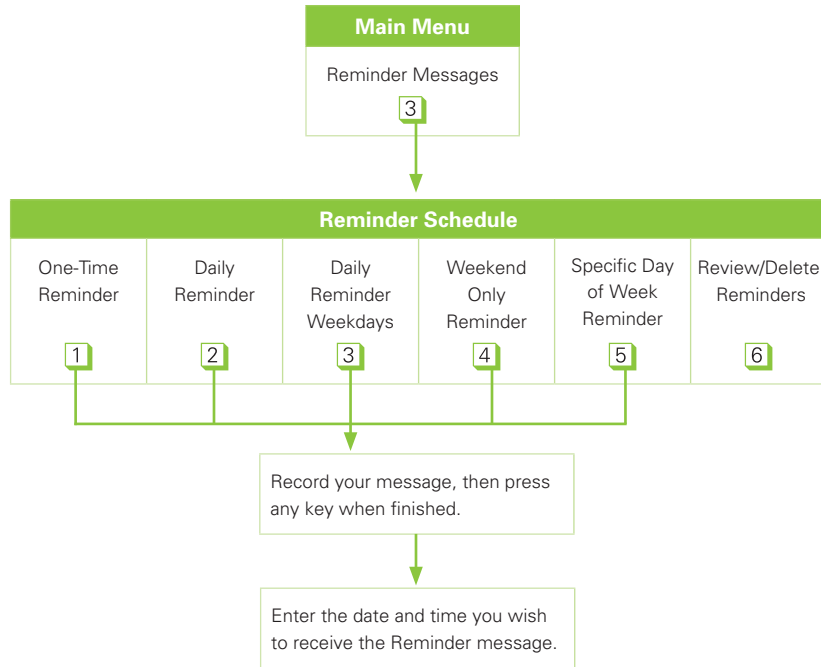 Main Menu
Reminder Messages
3
Reminder Schedule
One-Time
Reminder
1
Daily
Reminder
2
Daily
Reminder
Weekdays
3
Weekend
Only
Reminder
4
Specific Day
of Week
Reminder
5
Review/Delete
Reminders
6
Record your message, then press
any key when finished.
Enter the date and time you wish
to receive the Reminder message.